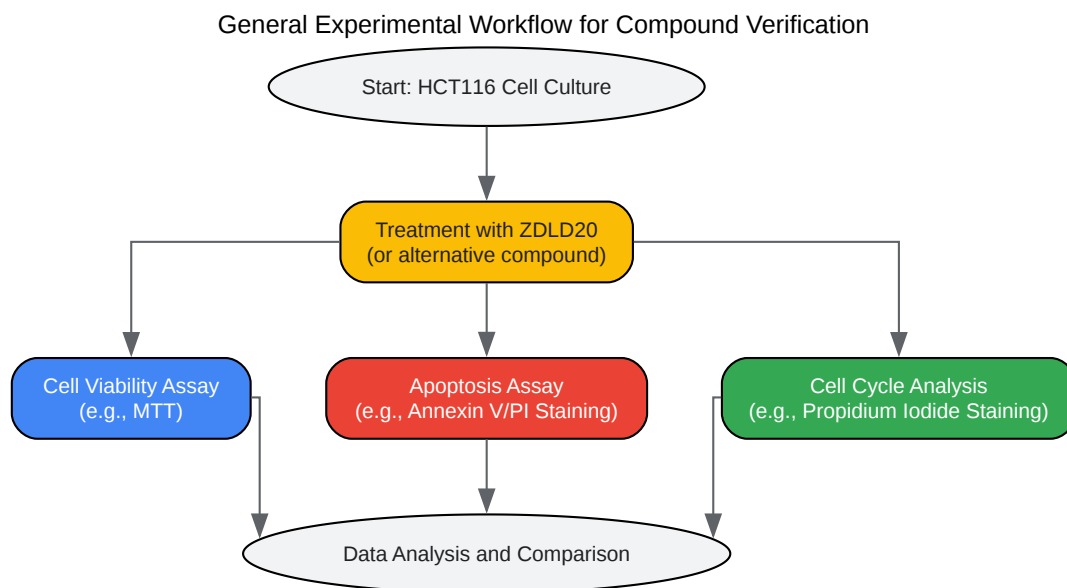 General Experimental Workflow for Compound Verification
Start: HCT116 Cell Culture
Treatment with ZDLD20
(or alternative compound)
Cell Viability Assay
(e.g., MTT)
Apoptosis Assay
(e.g., Annexin V/PI Staining)
Cell Cycle Analysis
(e.g., Propidium Iodide Staining)
Data Analysis and Comparison